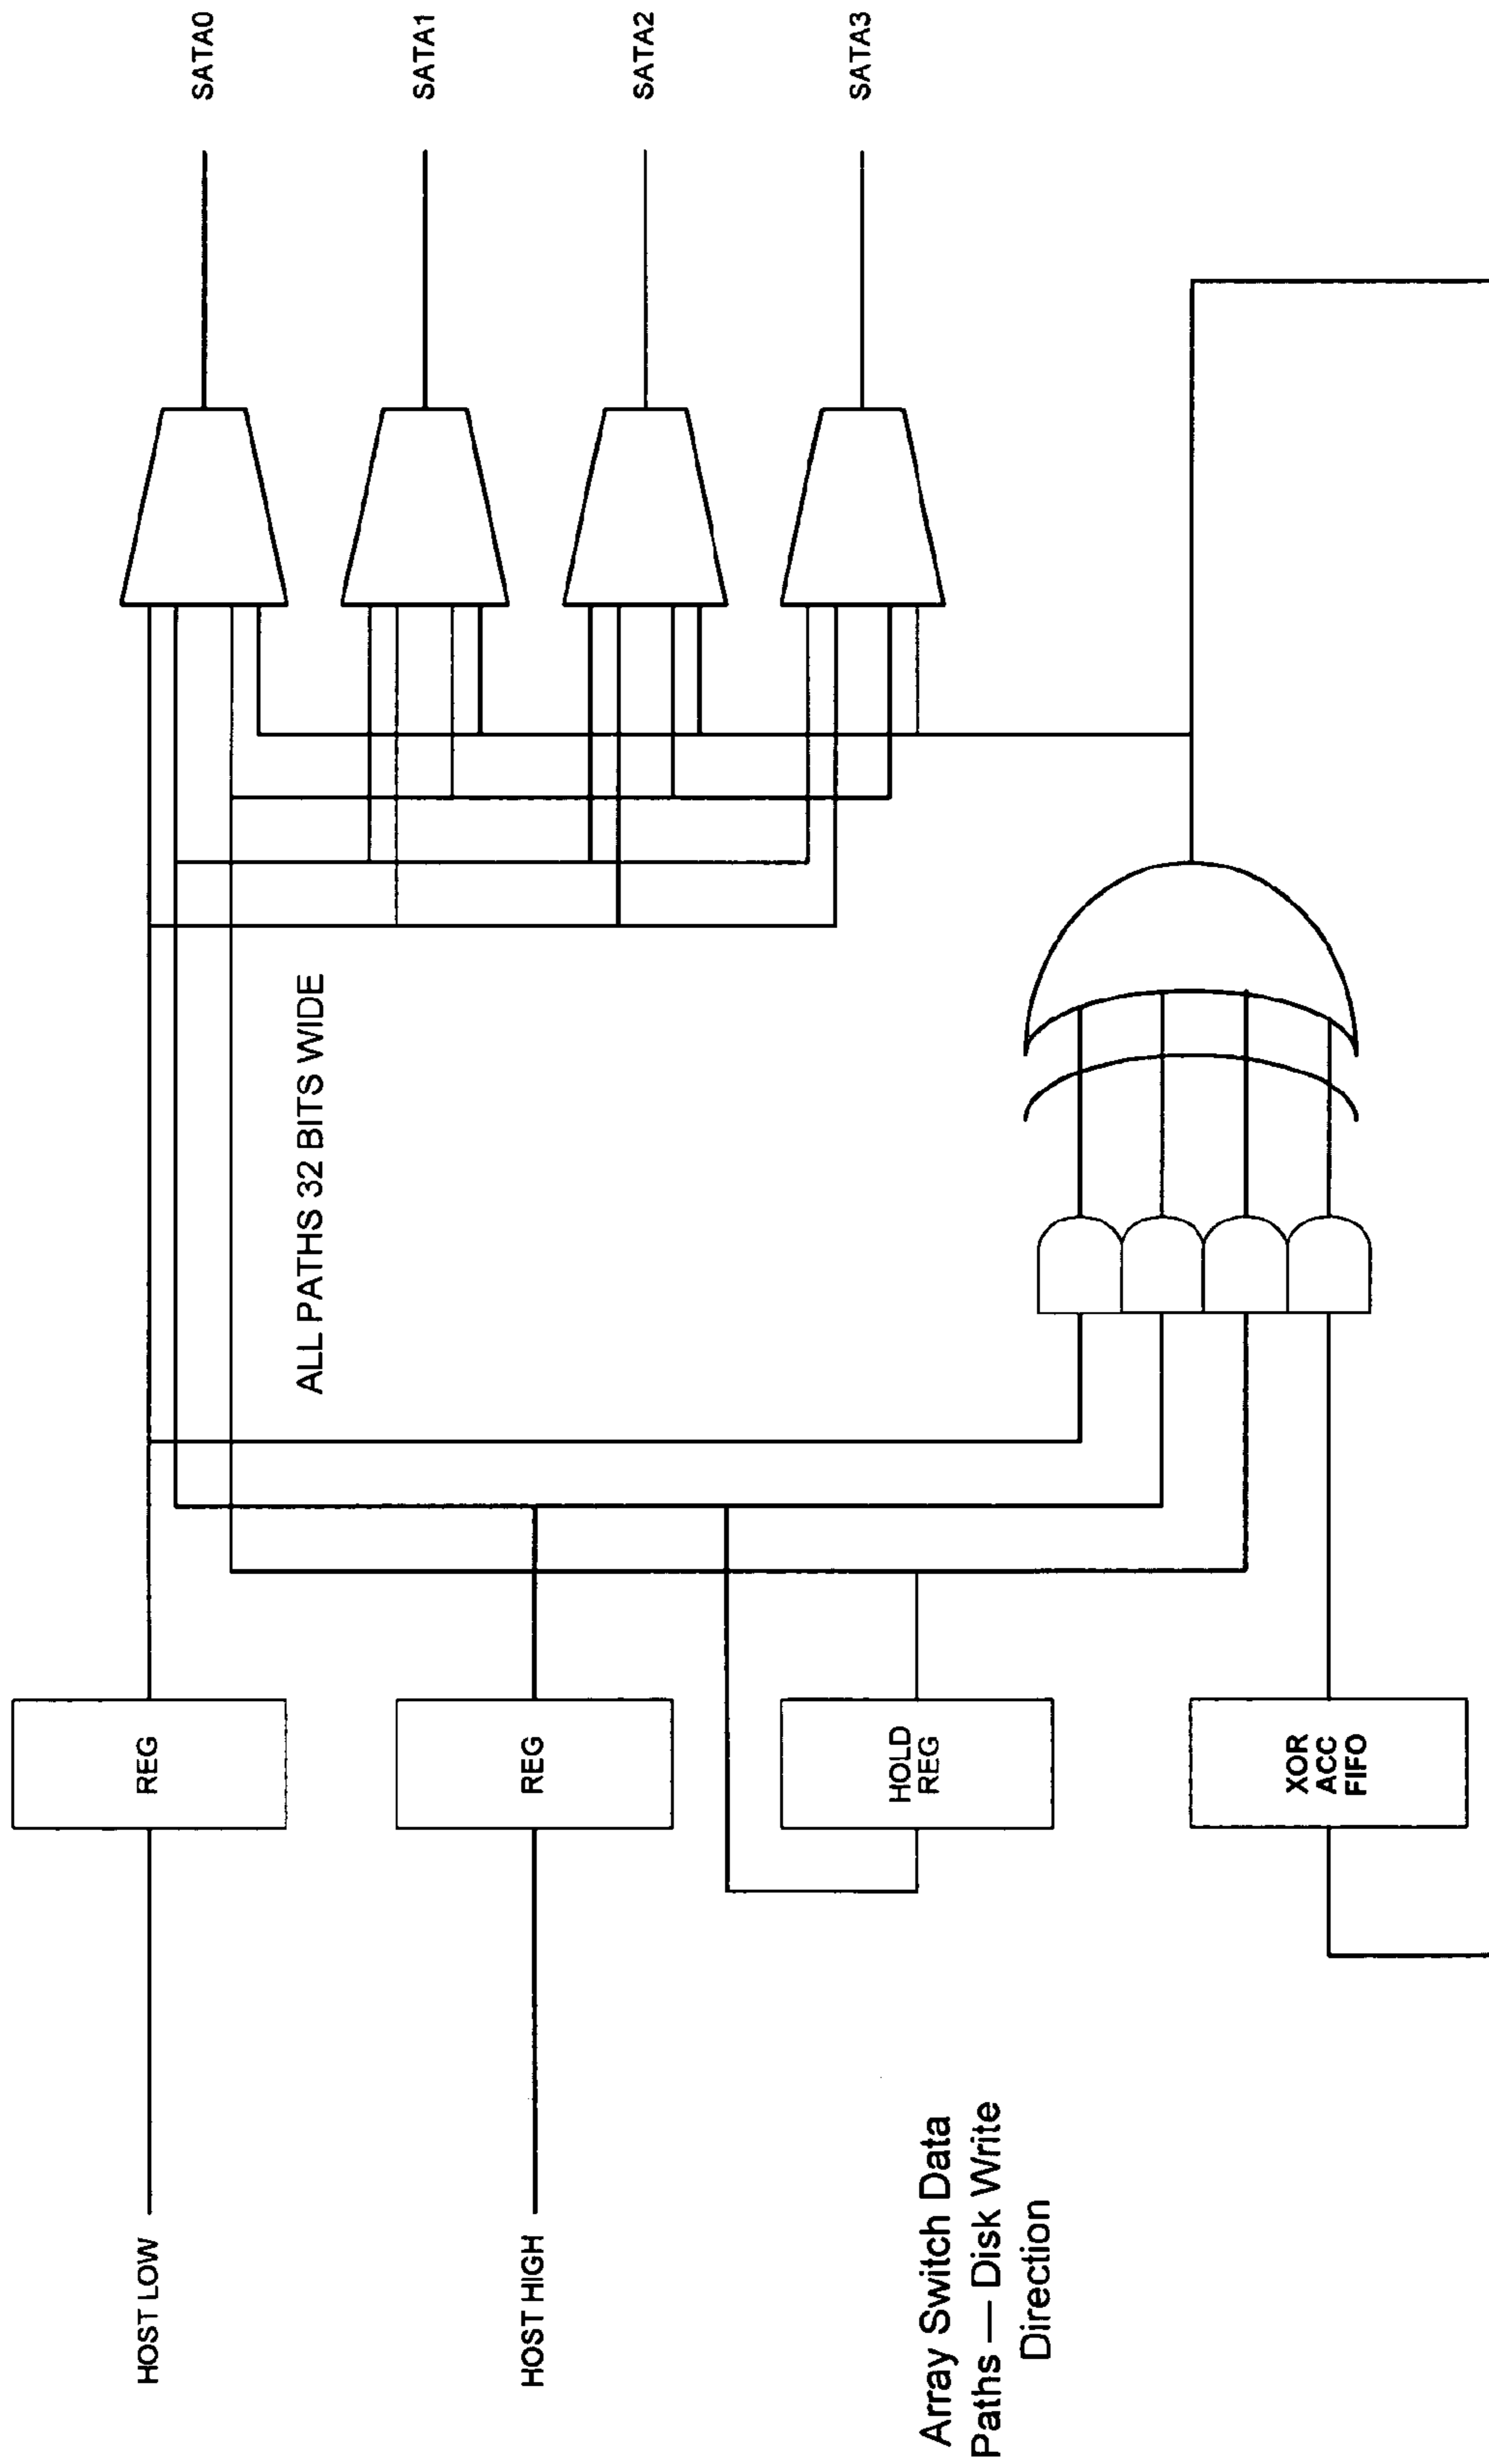 HOST LOW
HOST HIGH
Array Switch Data
Paths — Disk Write
Direction
REG
REG
HOLD
REG
XOR
ACC
FIFO
ALL PATHS 32 BITS WIDE
SATA0
SATA1
SATA2
SATA3